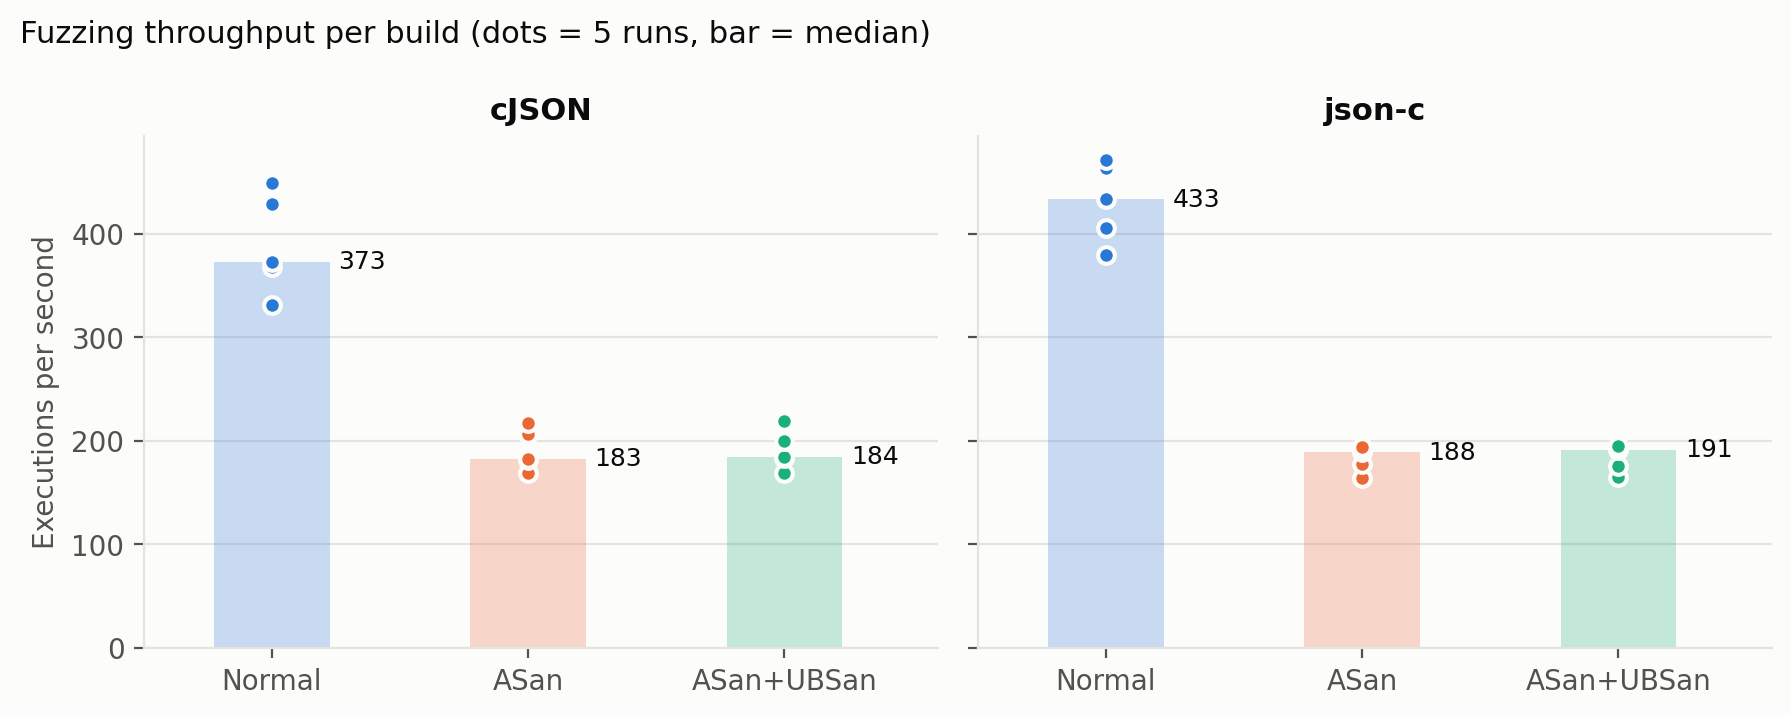 Fuzzing throughput per build (dots = 5 runs, bar = median)
cJSON
json-c
Executions per second
400
300
200
100
0
373
183
184
433
188
191
Normal
ASan
ASan+UBSan
Normal
ASan
ASan+UBSan